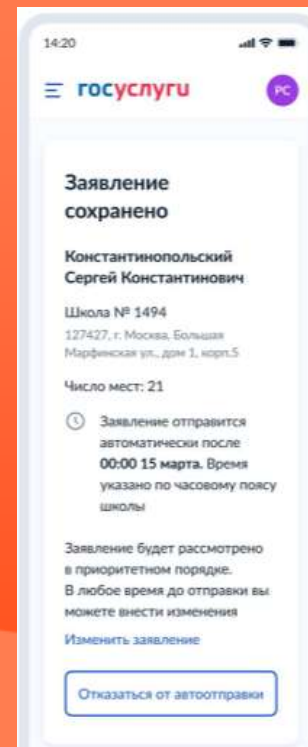 14:20
госуслуги
РС
Заявление
сохранено
Константинопольский
Сергей Константинович
Школа № 1494
127427, г. Москва, Большая
Марфинская ул., дом 1, корп.5
Число мест: 21
Заявление отправится
автоматически после
00:00 15 марта. Время
указано по часовому поясу
школы
Заявление будет рассмотрено
в приоритетном порядке.
В любое время до отправки вы
можете внести изменения
Изменить заявление
Отказаться от автоотправки